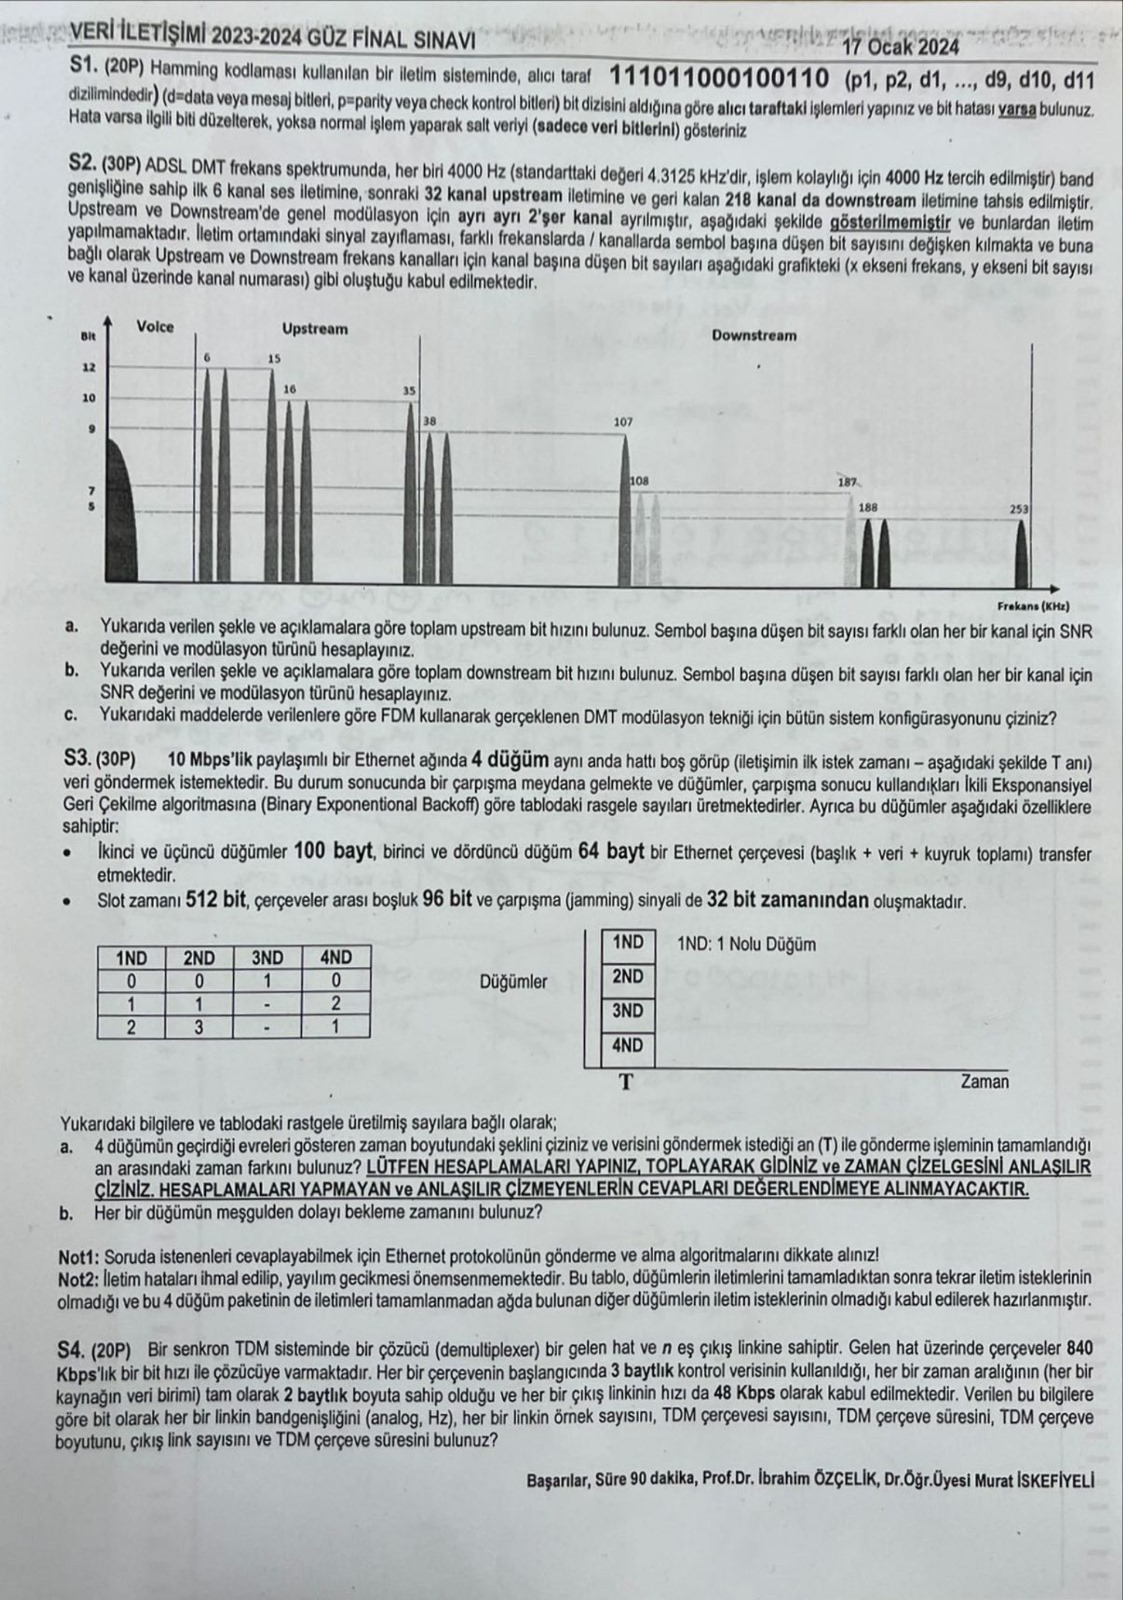 VERİ İLETİŞİMİ 2023-2024 GÜZ FİNAL SINAVI
17 Ocak 2024
S1. (20P) Hamming kodlaması kullanılan bir iletim sisteminde, alıcı taraf 111011000100110 (p1, p2, d1, ..., d9, d10, d11
dizilimindedir) (d=data veya mesaj bitleri, p=parity veya check kontrol bitleri) bit dizisini aldığına göre alıcı taraftaki işlemleri yapınız ve bit hatası varsa bulunuz.
Hata varsa ilgili biti düzelterek, yoksa normal işlem yaparak salt veriyi (sadece veri bitlerini) gösteriniz
S2. (30P) ADSL DMT frekans spektrumunda, her biri 4000 Hz (standarttaki değeri 4.3125 kHz'dir, işlem kolaylığı için 4000 Hz tercih edilmiştir) band
genişliğine sahip ilk 6 kanal ses iletimine, sonraki 32 kanal upstream iletimine ve geri kalan 218 kanal da downstream iletimine tahsis edilmiştir.
Upstream ve Downstream'de genel modülasyon için ayrı ayrı 2'şer kanal ayrılmıştır, aşağıdaki şekilde gösterilmemiştir ve bunlardan iletim
yapılmamaktadır. İletim ortamındaki sinyal zayıflaması, farklı frekanslarda / kanallarda sembol başına düşen bit sayısını değişken kılmakta ve buna
bağlı olarak Upstream ve Downstream frekans kanalları için kanal başına düşen bit sayıları aşağıdaki grafikteki (x ekseni frekans, y ekseni bit sayısı
ve kanal üzerinde kanal numarası) gibi oluştuğu kabul edilmektedir.
Bit
Voice
Upstream
Downstream
12
10
9
7
5
6
15
16
35
38
107
108
187
188
253
Frekans (KHz)
a. Yukarıda verilen şekle ve açıklamalara göre toplam upstream bit hızını bulunuz. Sembol başına düşen bit sayısı farklı olan her bir kanal için SNR
değerini ve modülasyon türünü hesaplayınız.
b. Yukarıda verilen şekle ve açıklamalara göre toplam downstream bit hızını bulunuz. Sembol başına düşen bit sayısı farklı olan her bir kanal için
SNR değerini ve modülasyon türünü hesaplayınız.
c. Yukarıdaki maddelerde verilenlere göre FDM kullanarak gerçeklenen DMT modülasyon tekniği için bütün sistem konfigürasyonunu çiziniz?
S3. (30P) 10 Mbps'lik paylaşımlı bir Ethernet ağında 4 düğüm aynı anda hattı boş görüp (iletişimin ilk istek zamanı – aşağıdaki şekilde T anı)
veri göndermek istemektedir. Bu durum sonucunda bir çarpışma meydana gelmekte ve düğümler, çarpışma sonucu kullandıkları İkili Eksponansiyel
Geri Çekilme algoritmasına (Binary Exponentional Backoff) göre tablodaki rasgele sayıları üretmektedirler. Ayrıca bu düğümler aşağıdaki özelliklere
sahiptir:
• İkinci ve üçüncü düğümler 100 bayt, birinci ve dördüncü düğüm 64 bayt bir Ethernet çerçevesi (başlık + veri + kuyruk toplamı) transfer
etmektedir.
• Slot zamanı 512 bit, çerçeveler arası boşluk 96 bit ve çarpışma (jamming) sinyali de 32 bit zamanından oluşmaktadır.
1ND 2ND 3ND 4ND
0 0 1 0
1 1 - 2
2 3 - 1
Düğümler
1ND
2ND
3ND
4ND
1ND: 1 Nolu Düğüm
T
Zaman
Yukarıdaki bilgilere ve tablodaki rastgele üretilmiş sayılara bağlı olarak;
a. 4 düğümün geçirdiği evreleri gösteren zaman boyutundaki şeklini çiziniz ve verisini göndermek istediği an (T) ile gönderme işleminin tamamlandığı
an arasındaki zaman farkını bulunuz? LÜTFEN HESAPLAMALARI YAPINIZ, TOPLAYARAK GİDİNİZ ve ZAMAN ÇİZELGESİNİ ANLAŞILIR
ÇİZİNİZ. HESAPLAMALARI YAPMAYAN ve ANLAŞILIR ÇİZMEYENLERİN CEVAPLARI DEĞERLENDİMEYE ALINMAYACAKTIR.
b. Her bir düğümün meşgulden dolayı bekleme zamanını bulunuz?
Not1: Soruda istenenleri cevaplayabilmek için Ethernet protokolünün gönderme ve alma algoritmalarını dikkate alınız!
Not2: İletim hataları ihmal edilip, yayılım gecikmesi önemsenmemektedir. Bu tablo, düğümlerin iletimlerini tamamladıktan sonra tekrar iletim isteklerinin
olmadığı ve bu 4 düğüm paketinin de iletimleri tamamlanmadan ağda bulunan diğer düğümlerin iletim isteklerinin olmadığı kabul edilerek hazırlanmıştır.
S4. (20P) Bir senkron TDM sisteminde bir çözücü (demultiplexer) bir gelen hat ve n eş çıkış linkine sahiptir. Gelen hat üzerinde çerçeveler 840
Kbps'lık bir bit hızı ile çözücüye varmaktadır. Her bir çerçevenin başlangıcında 3 baytlık kontrol verisinin kullanıldığı, her bir zaman aralığının (her bir
kaynağın veri birimi) tam olarak 2 baytlık boyuta sahip olduğu ve her bir çıkış linkinin hızı da 48 Kbps olarak kabul edilmektedir. Verilen bu bilgilere
göre bit olarak her bir linkin bandgenişliğini (analog, Hz), her bir linkin örnek sayısını, TDM çerçevesi sayısını, TDM çerçeve süresini, TDM çerçeve
boyutunu, çıkış link sayısını ve TDM çerçeve süresini bulunuz?
Başarılar, Süre 90 dakika, Prof.Dr. İbrahim ÖZÇELİK, Dr.Öğr.Üyesi Murat İSKEFİYELİ